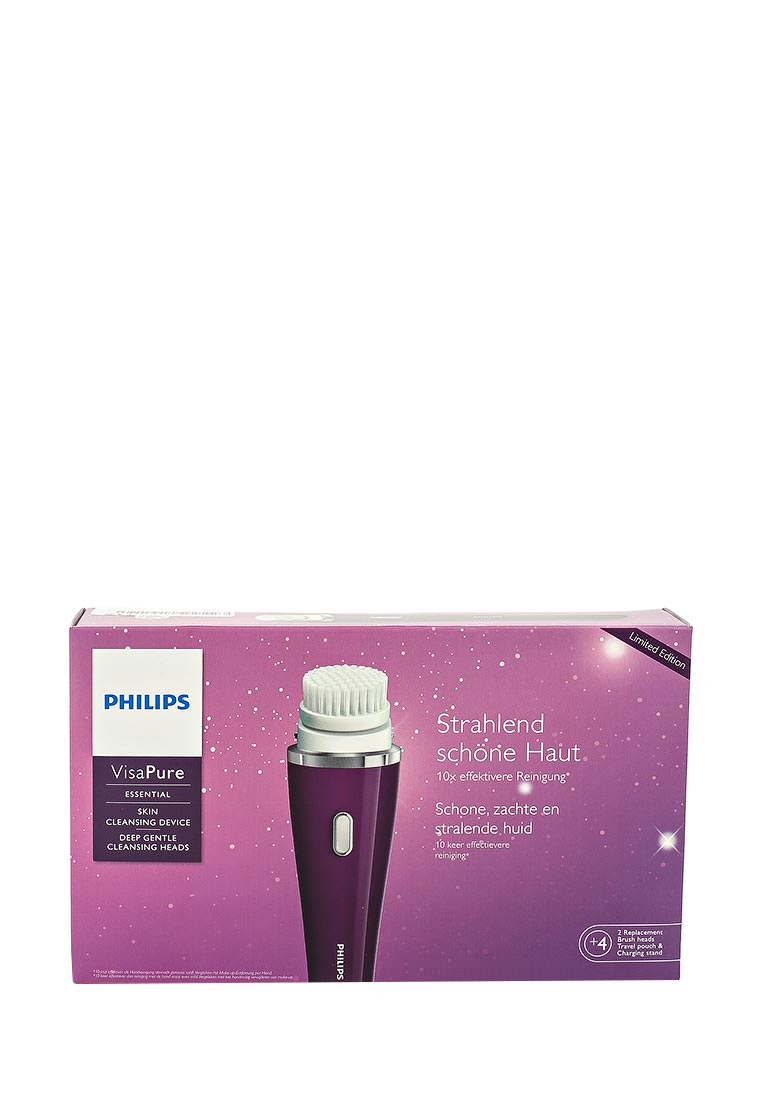 PHILIPS
VisaPure
ESSENTIAL
SKIN
CLEANSING DEVICE
DEEP GENTLE
CLEANSING HEADS
PHILIPS
Strahlend
schöne Haut
10x effektivere Reinigung*
Schone, zachte en
stralende huid
10 keer effectievere
reiniging*
Limited Edition
+4
2 Replacement
Brush heads
Travel pouch &
Charging stand